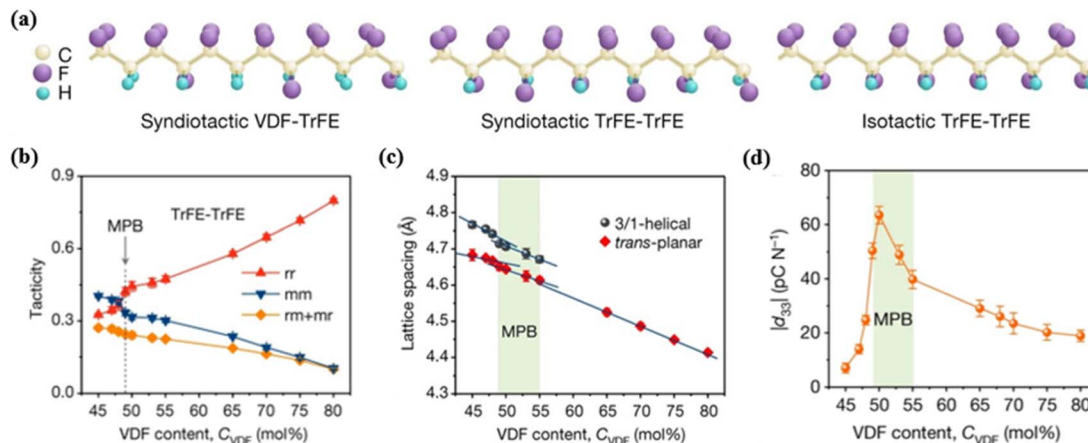 (a)
C
F
H
Syndiotactic VDF-TrFE
Syndiotactic TrFE-TrFE
Isotactic TrFE-TrFE
(b)
0.9
0.6
0.3
0.0
Tacticity
MPB
TrFE-TrFE
rr
mm
rm+mr
45 50 55 60 65 70 75 80
VDF content, C_VDF (mol%)
(c)
4.9
4.8
4.7
4.6
4.5
4.4
4.3
Lattice spacing (Å)
3/1-helical
trans-planar
MPB
45 50 55 60 65 70 75 80
VDF content, C_VDF (mol%)
(d)
80
60
40
20
0
|d33| (pC N⁻¹)
MPB
45 50 55 60 65 70 75 80
VDF content, C_VDF (mol%)